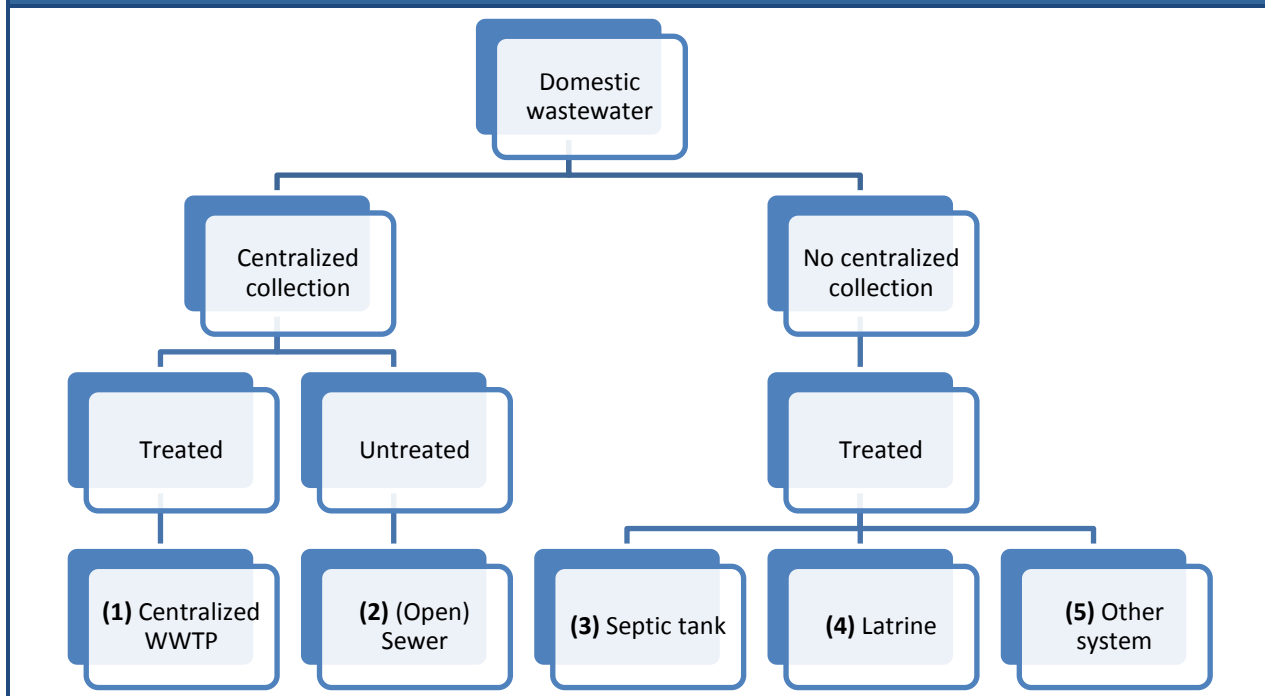 Domestic
wastewater
Centralized
collection
No centralized
collection
Treated
Untreated
Treated
(1) Centralized
WWTP
(2) (Open)
Sewer
(3) Septic tank
(4) Latrine
(5) Other
system